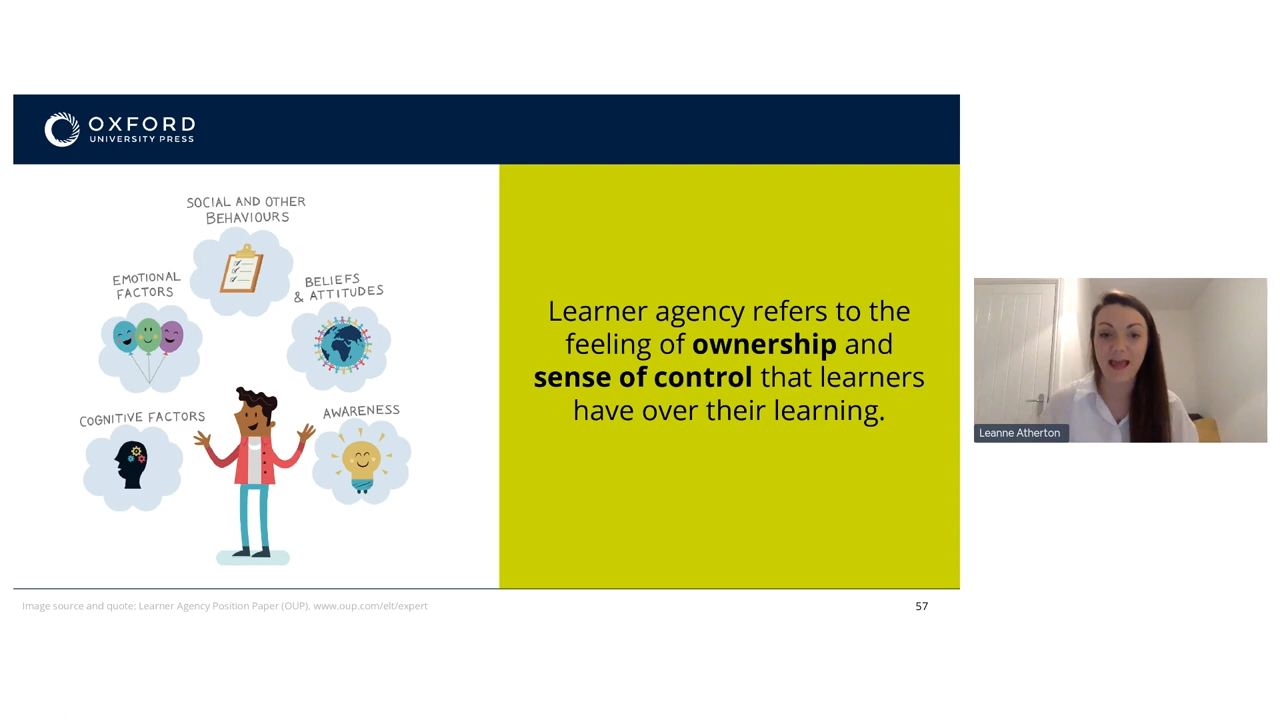 OXFORD
UNIVERSITY PRESS
SOCIAL AND OTHER
BEHAVIOURS
EMOTIONAL
FACTORS
BELIEFS
& ATTITUDES
COGNITIVE FACTORS
AWARENESS
Learner agency refers to the
feeling of ownership and
sense of control that learners
have over their learning.
Leanne Atherton
Image source and quote: Learner Agency Position Paper (OUP). www.oup.com/elt/expert
57